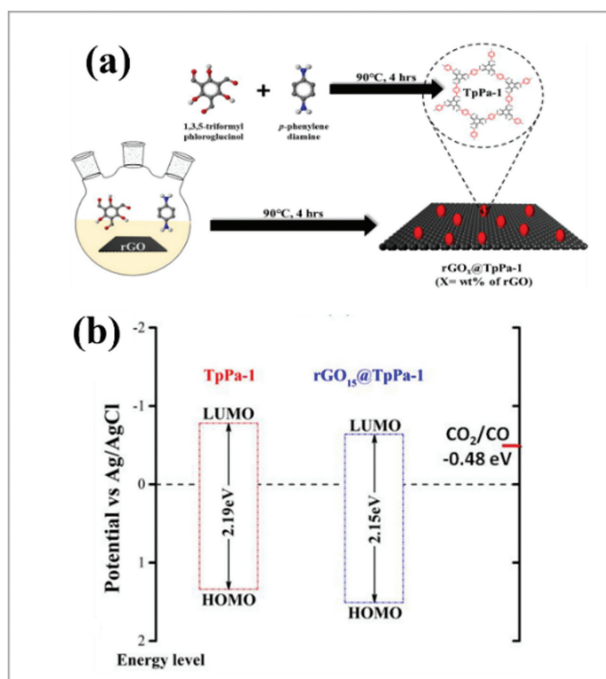 (a)
+
90°C, 4 hrs
TpPa-1
1,3,5-triformyl
phloroglucinol
p-phenylene
diamine
rGO
90°C, 4 hrs
rGOₓ@TpPa-1
(X= wt% of rGO)
(b)
Potential vs Ag/AgCl
-2
-1
0
1
2
TpPa-1
LUMO
2.19eV
HOMO
rGO₁₅@TpPa-1
LUMO
2.15eV
HOMO
CO₂/CO
-0.48 eV
Energy level